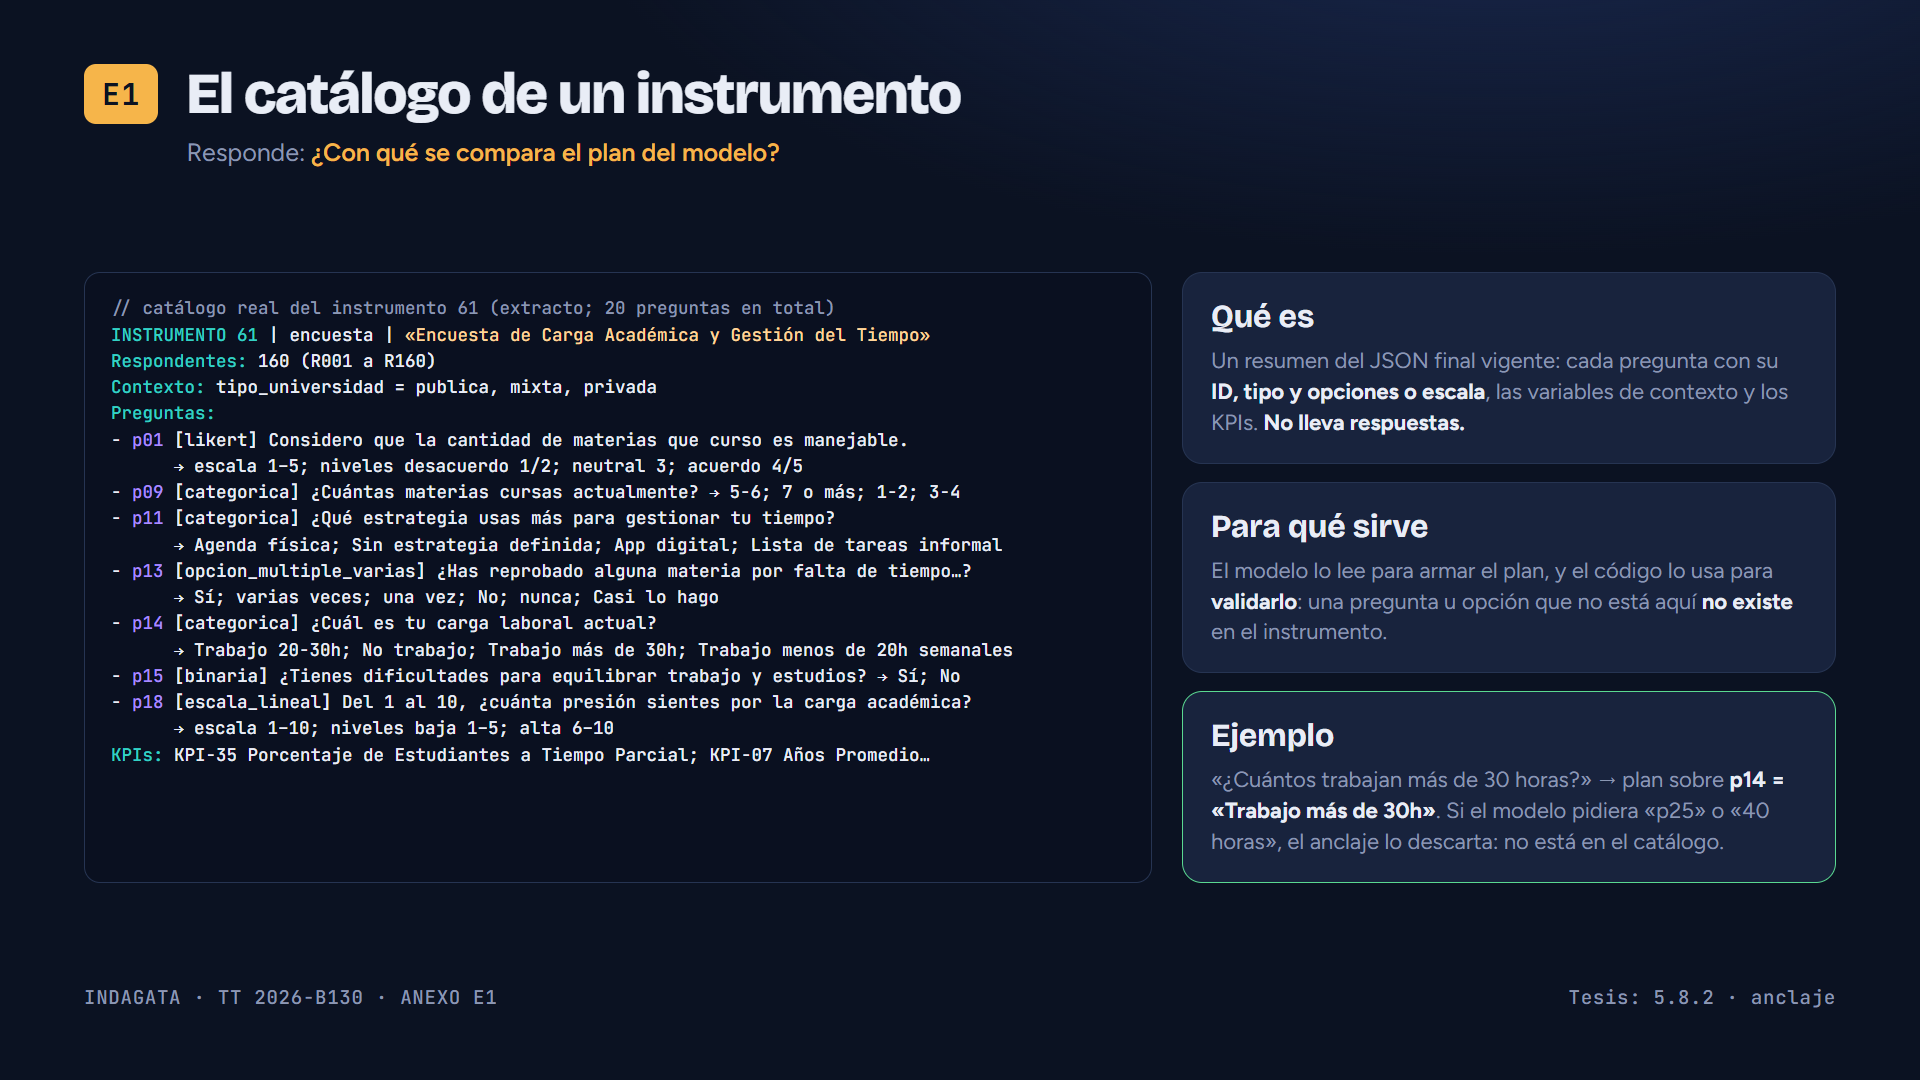 E1
El catálogo de un instrumento
Responde: ¿Con qué se compara el plan del modelo?
// catálogo real del instrumento 61 (extracto; 20 preguntas en total)
INSTRUMENTO 61 | encuesta | «Encuesta de Carga Académica y Gestión del Tiempo»
Respondentes: 160 (R001 a R160)
Contexto: tipo_universidad = publica, mixta, privada
Preguntas:
- p01 [likert] Considero que la cantidad de materias que curso es manejable.
→ escala 1–5; niveles desacuerdo 1/2; neutral 3; acuerdo 4/5
- p09 [categorica] ¿Cuántas materias cursas actualmente? → 5-6; 7 o más; 1-2; 3-4
- p11 [categorica] ¿Qué estrategia usas más para gestionar tu tiempo?
→ Agenda física; Sin estrategia definida; App digital; Lista de tareas informal
- p13 [opcion_multiple_varias] ¿Has reprobado alguna materia por falta de tiempo…?
→ Sí; varias veces; una vez; No; nunca; Casi lo hago
- p14 [categorica] ¿Cuál es tu carga laboral actual?
→ Trabajo 20-30h; No trabajo; Trabajo más de 30h; Trabajo menos de 20h semanales
- p15 [binaria] ¿Tienes dificultades para equilibrar trabajo y estudios? → Sí; No
- p18 [escala_lineal] Del 1 al 10, ¿cuánta presión sientes por la carga académica?
→ escala 1–10; niveles baja 1–5; alta 6–10
KPIs: KPI-35 Porcentaje de Estudiantes a Tiempo Parcial; KPI-07 Años Promedio…
Qué es
Un resumen del JSON final vigente: cada pregunta con su
ID, tipo y opciones o escala, las variables de contexto y los
KPIs. No lleva respuestas.
Para qué sirve
El modelo lo lee para armar el plan, y el código lo usa para
validarlo: una pregunta u opción que no está aquí no existe
en el instrumento.
Ejemplo
«¿Cuántos trabajan más de 30 horas?» → plan sobre p14 =
«Trabajo más de 30h». Si el modelo pidiera «p25» o «40
horas», el anclaje lo descarta: no está en el catálogo.
INDAGATA · TT 2026-B130 · ANEXO E1
Tesis: 5.8.2 · anclaje